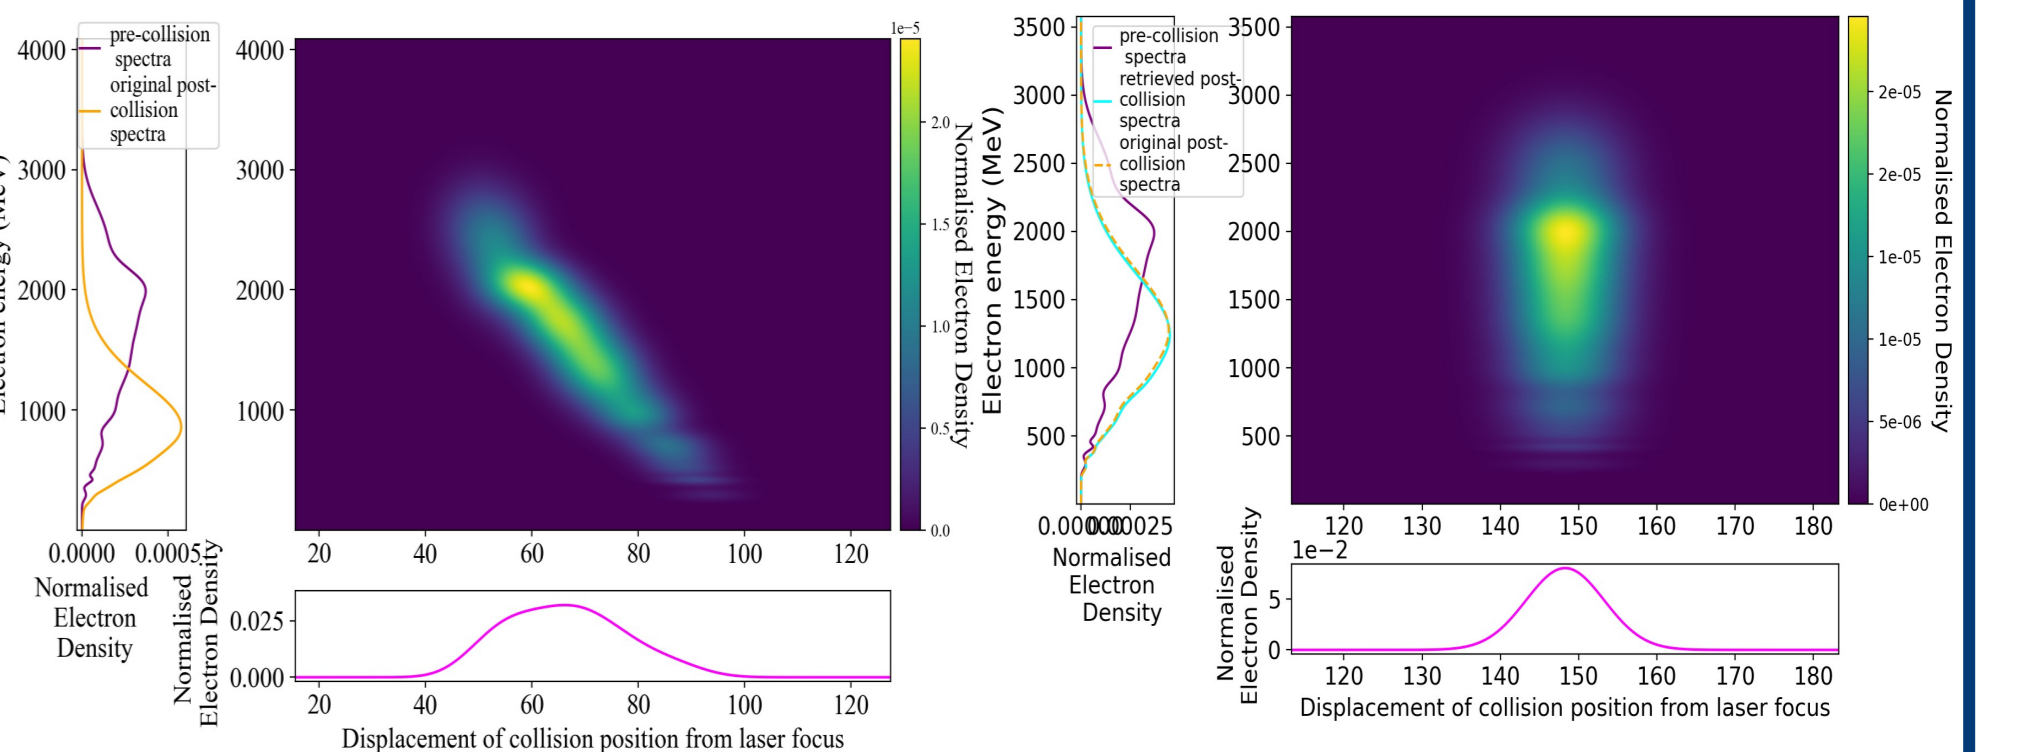 pre-collision
spectra
original post-
collision
spectra
4000
3000
2000
1000
0.0000 0.0005
Normalised
Electron
Density
4000
3000
2000
1000
20 40 60 80 100 120
1e−5
2.0
1.5
1.0
0.5
0.0
Normalised Electron Density
Normalised
Electron Density
0.025
0.000
20 40 60 80 100 120
Displacement of collision position from laser focus
Electron energy (MeV)
3500
3000
2500
2000
1500
1000
500
pre-collision
spectra
retrieved post-
collision
spectra
original post-
collision
spectra
Normalised
Electron
Density
3500
3000
2500
2000
1500
1000
500
120 130 140 150 160 170 180
2e-05
2e-05
1e-05
1e-05
5e-06
0e+00
Normalised Electron Density
1e−2
Normalised
Electron Density
5
0
120 130 140 150 160 170 180
Displacement of collision position from laser focus